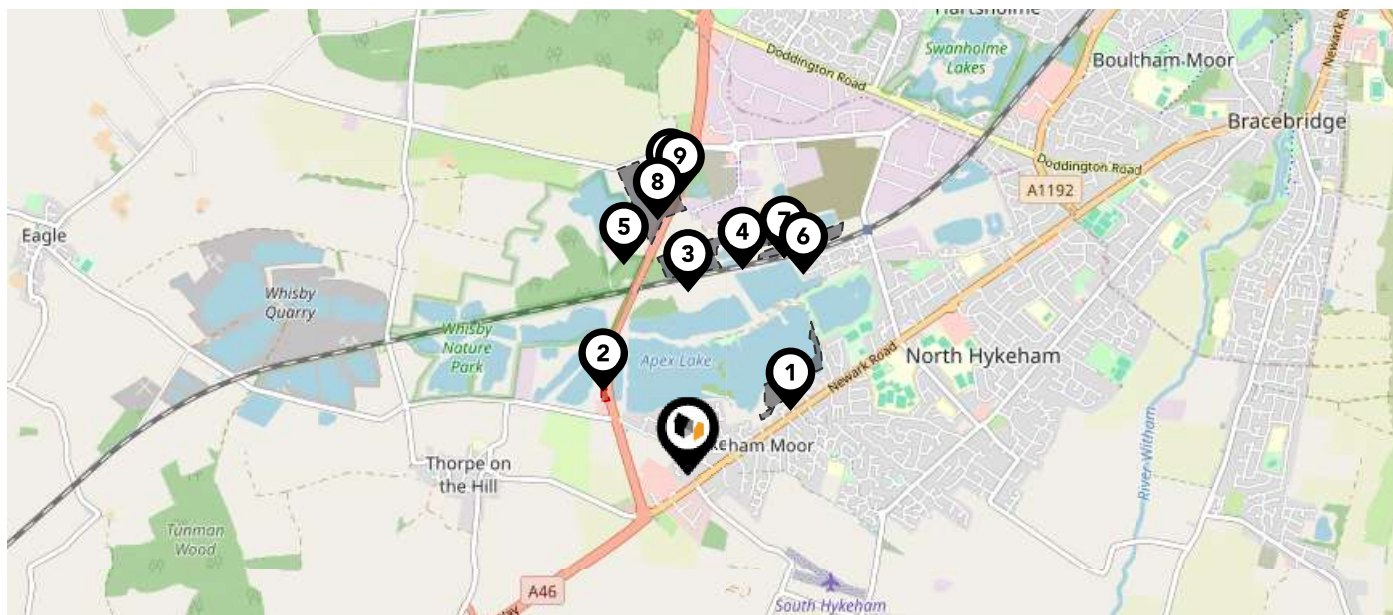 Hartsholme
Newark R
Doddington Road
Swanholme
Lakes
Boultham Moor
Bracebridge
9
8
Doddington Road
A1192
5
4
7
6
3
Eagle
Whisby
Quarry
Whisby
Nature
Park
2
Apex Lake
1
Newark Road
North Hykeham
eham Moor
River Witham
Thorpe on
the Hill
Tunman
Wood
A46
ay
South Hykeham